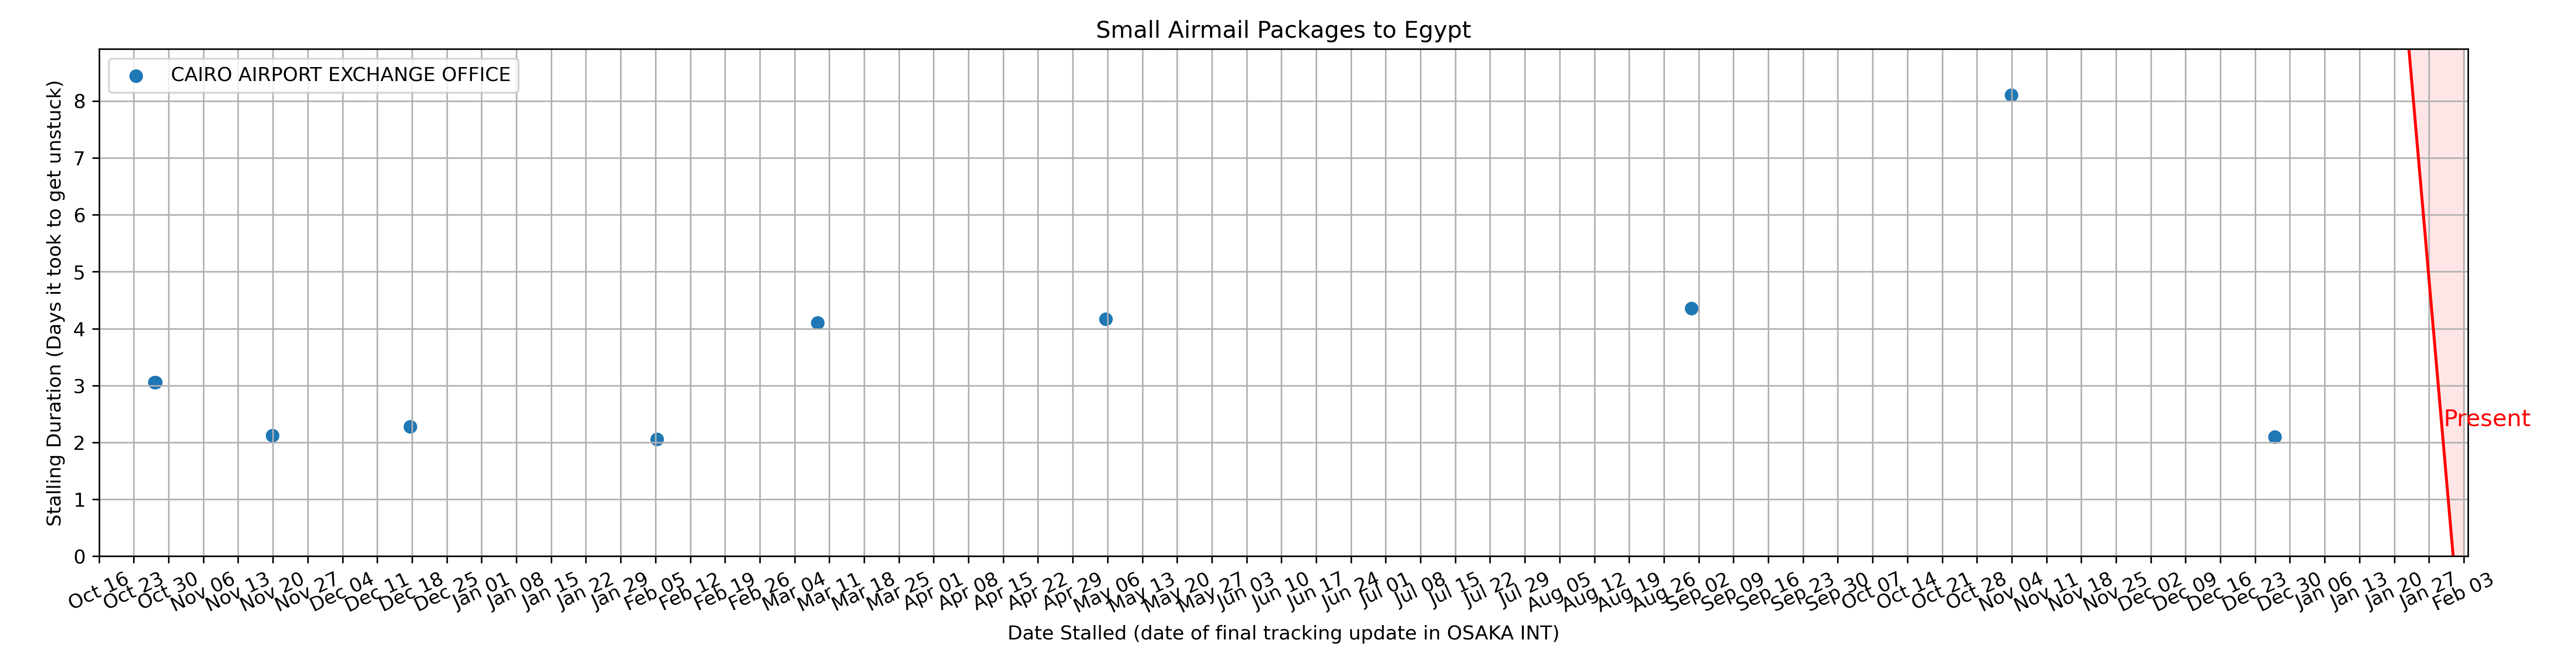 Small Airmail Packages to Egypt
CAIRO AIRPORT EXCHANGE OFFICE
Stalling Duration (Days it took to get unstuck)
8
7
6
5
4
3
2
1
0
Present
Oct 16
Oct 23
Oct 30
Nov 06
Nov 13
Nov 20
Nov 27
Dec 04
Dec 11
Dec 18
Dec 25
Jan 01
Jan 08
Jan 15
Jan 22
Jan 29
Feb 05
Feb 12
Feb 19
Feb 26
Mar 04
Mar 11
Mar 18
Mar 25
Apr 01
Apr 08
Apr 15
Apr 22
Apr 29
May 06
May 13
May 20
May 27
Jun 03
Jun 10
Jun 17
Jun 24
Jul 01
Jul 08
Jul 15
Jul 22
Jul 29
Aug 05
Aug 12
Aug 19
Aug 26
Sep 02
Sep 09
Sep 16
Sep 23
Sep 30
Oct 07
Oct 14
Oct 21
Oct 28
Nov 04
Nov 11
Nov 18
Nov 25
Dec 02
Dec 09
Dec 16
Dec 23
Dec 30
Jan 06
Jan 13
Jan 20
Jan 27
Feb 03
Date Stalled (date of final tracking update in OSAKA INT)